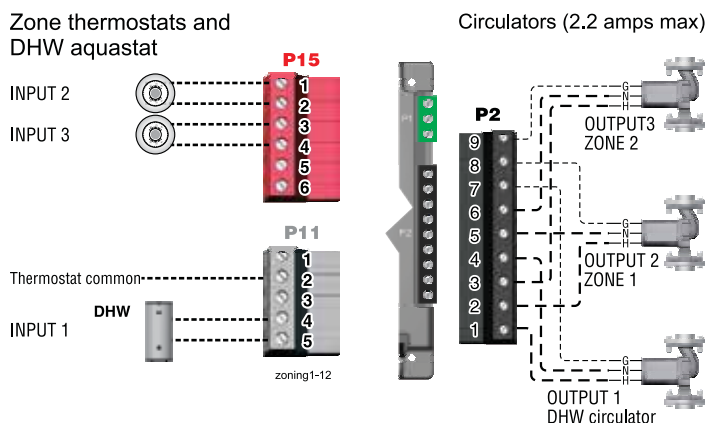 Zone thermostats and
DHW aquastat
Circulators (2.2 amps max)
P15
INPUT 2
INPUT 3
1
2
3
4
5
6
P11
Thermostat common
DHW
INPUT 1
1
2
3
4
5
zoning1-12
P1
P2
P2
9
8
7
6
5
4
3
2
1
G
N
H
OUTPUT3
ZONE 2
G
N
H
OUTPUT 2
ZONE 1
G
N
H
OUTPUT 1
DHW circulator